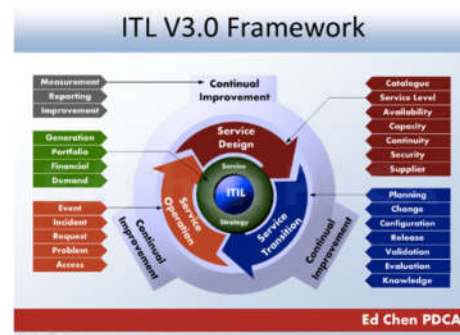 ITL V3.0 Framework
Measurement
Reporting
Improvement
Continual
Improvement
Catalogue
Service Level
Availability
Capacity
Continuity
Security
Supplier
Generation
Portfolio
Financial
Demand
Service
Design
Service
ITIL
Strategy
Service
Operation
Service
Transition
Event
Incident
Request
Problem
Access
Planning
Change
Configuration
Release
Validation
Evaluation
Knowledge
Continual
Improvement
Continual
Improvement
Ed Chen PDCA